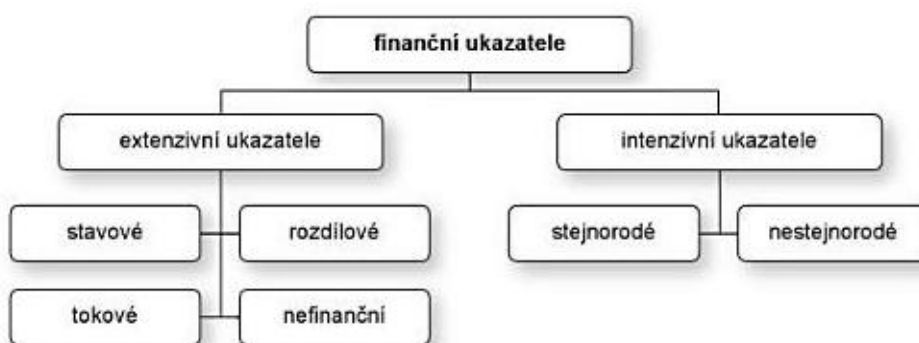 finanční ukazatele
extenzivní ukazatele
intenzivní ukazatele
stavové
rozdílové
stejnorodé
nestejnorodé
tokové
nefinanční